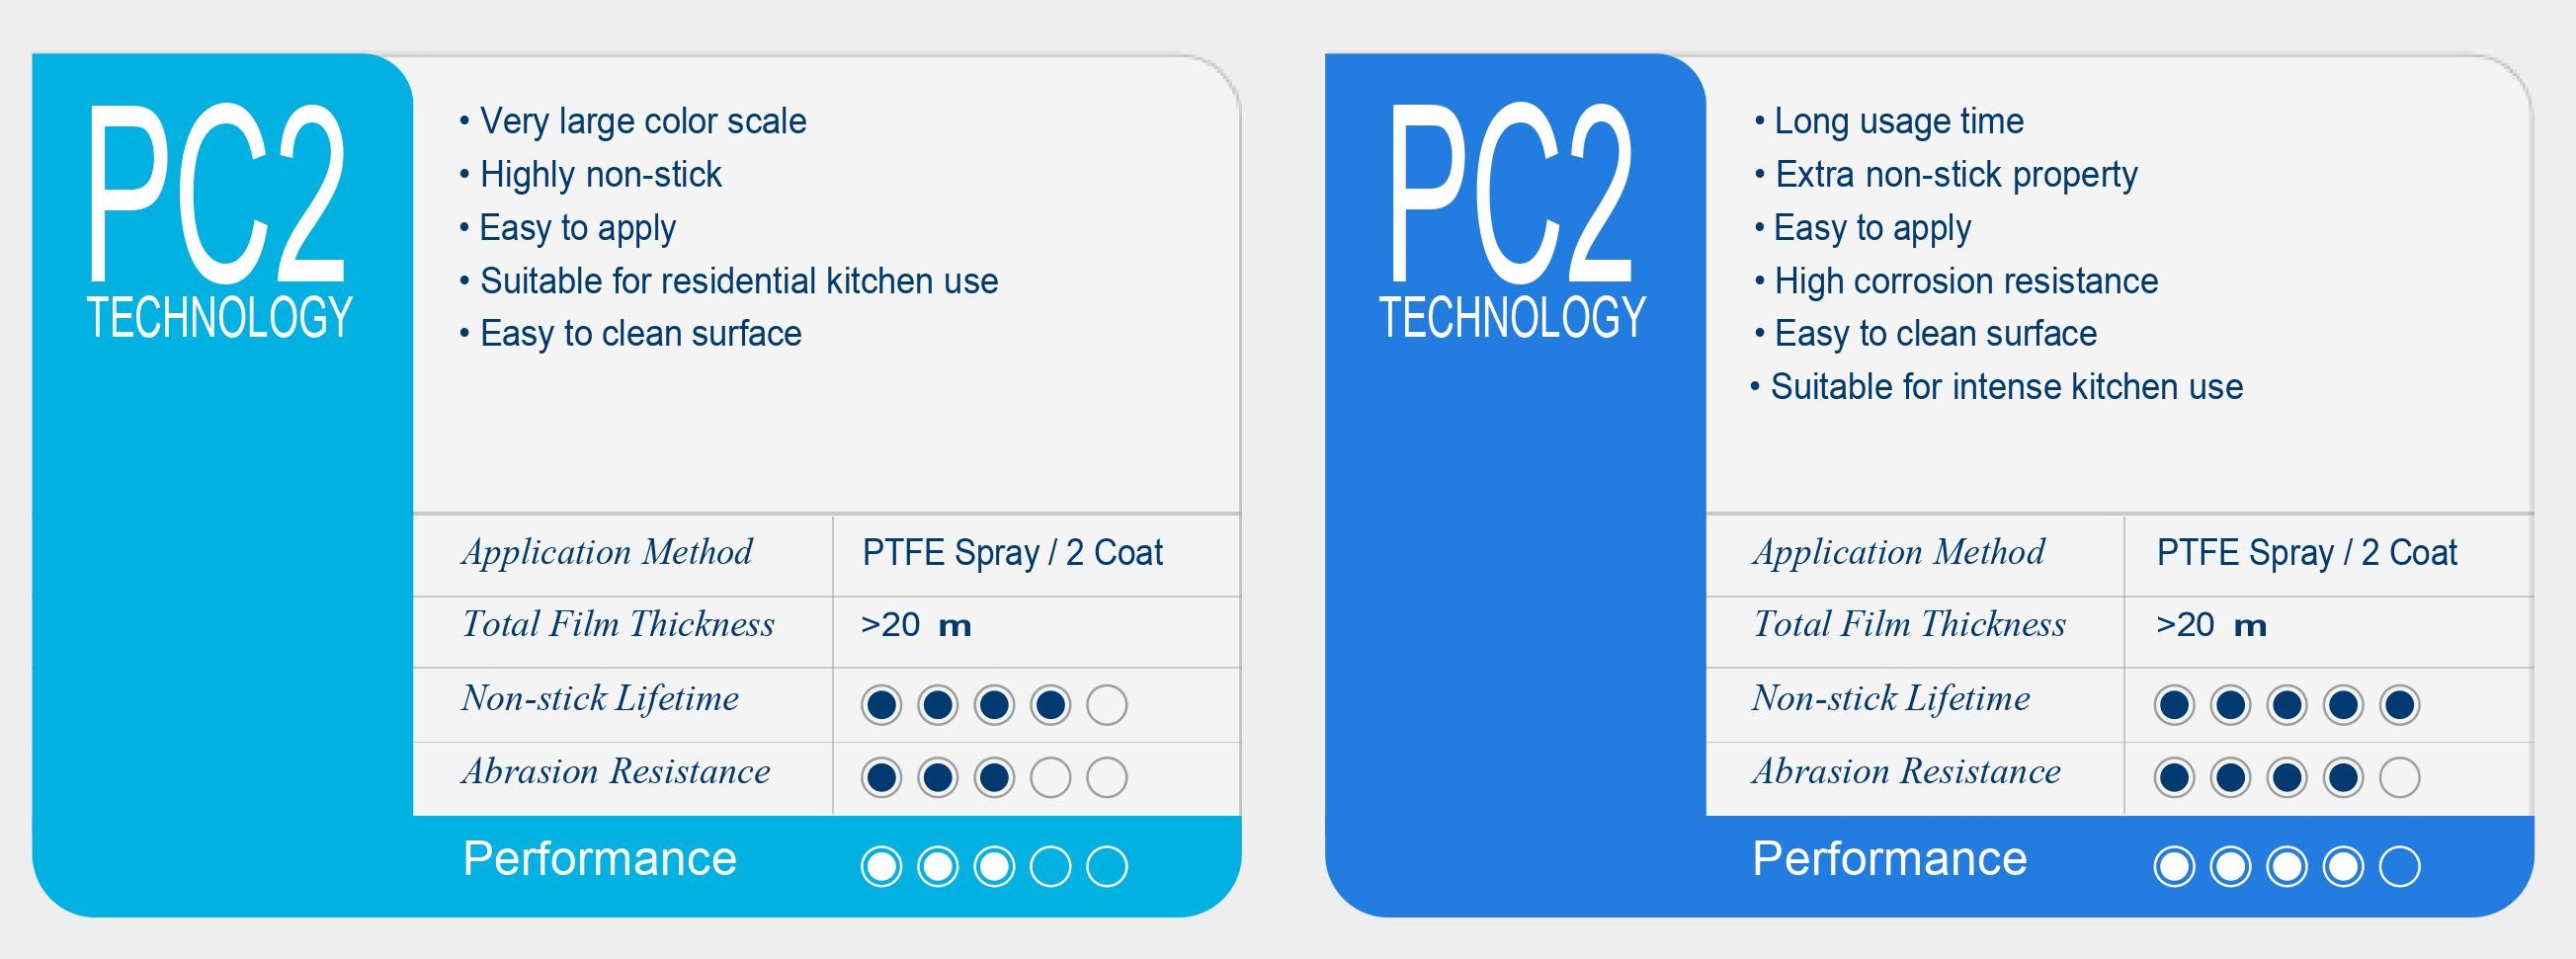 PC2
TECHNOLOGY
• Very large color scale
• Highly non-stick
• Easy to apply
• Suitable for residential kitchen use
• Easy to clean surface
Application Method PTFE Spray / 2 Coat
Total Film Thickness >20 m
Non-stick Lifetime
Abrasion Resistance
Performance
PC2
TECHNOLOGY
• Long usage time
• Extra non-stick property
• Easy to apply
• High corrosion resistance
• Easy to clean surface
• Suitable for intense kitchen use
Application Method PTFE Spray / 2 Coat
Total Film Thickness >20 m
Non-stick Lifetime
Abrasion Resistance
Performance